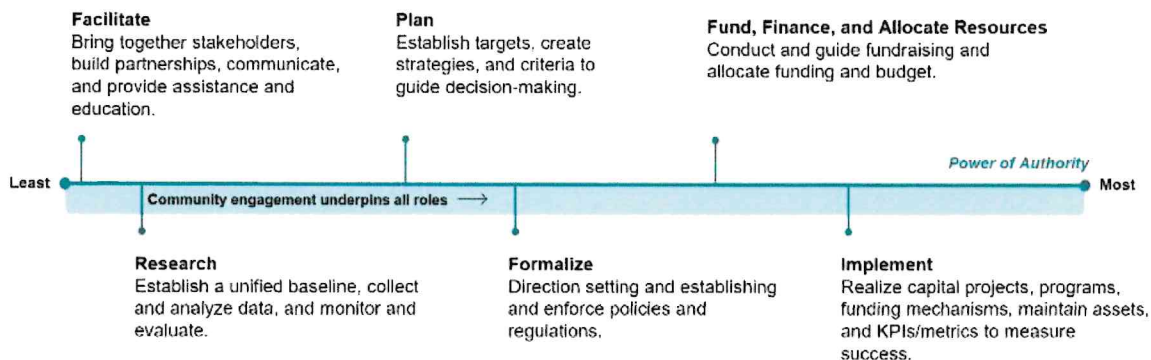 Facilitate
Bring together stakeholders,
build partnerships, communicate,
and provide assistance and
education.
Plan
Establish targets, create
strategies, and criteria to
guide decision-making.
Fund, Finance, and Allocate Resources
Conduct and guide fundraising and
allocate funding and budget.
Power of Authority
Least
Most
Community engagement underpins all roles →
Research
Establish a unified baseline, collect
and analyze data, and monitor and
evaluate.
Formalize
Direction setting and establishing
and enforce policies and
regulations.
Implement
Realize capital projects, programs,
funding mechanisms, maintain assets,
and KPIs/metrics to measure
success.